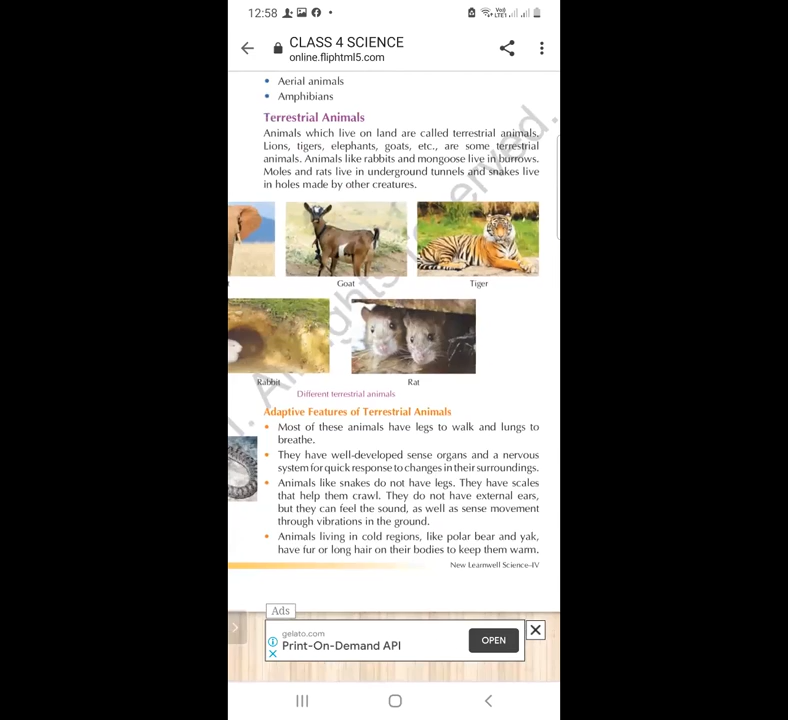 12:58
Vo))
LTE1
CLASS 4 SCIENCE
online.fliphtml5.com
• Aerial animals
• Amphibians
Terrestrial Animals
Animals which live on land are called terrestrial animals.
Lions, tigers, elephants, goats, etc., are some terrestrial
animals. Animals like rabbits and mongoose live in burrows.
Moles and rats live in underground tunnels and snakes live
in holes made by other creatures.
Goat
Tiger
Rabbit
Rat
Different terrestrial animals
Adaptive Features of Terrestrial Animals
• Most of these animals have legs to walk and lungs to
breathe.
• They have well-developed sense organs and a nervous
system for quick response to changes in their surroundings.
• Animals like snakes do not have legs. They have scales
that help them crawl. They do not have external ears,
but they can feel the sound, as well as sense movement
through vibrations in the ground.
• Animals living in cold regions, like polar bear and yak,
have fur or long hair on their bodies to keep them warm.
New Learnwell Science–IV
Ads
gelato.com
Print-On-Demand API
OPEN